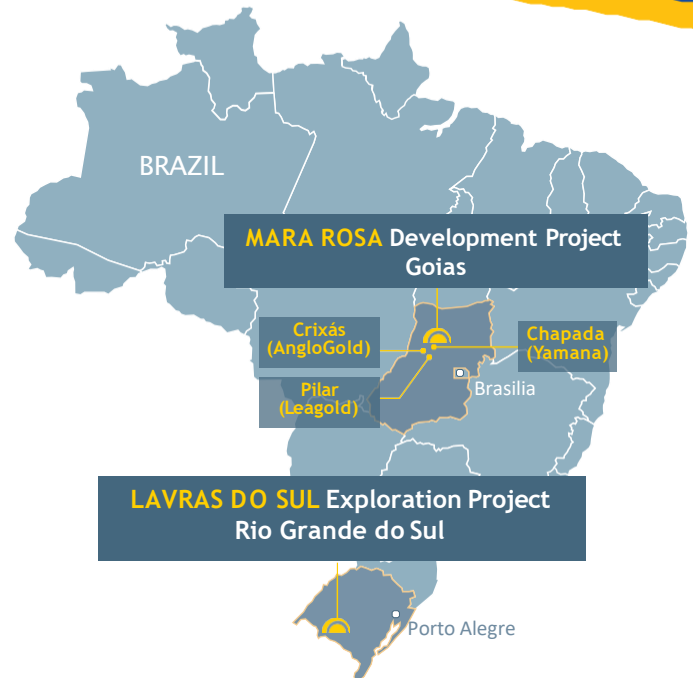 BRAZIL
MARA ROSA Development Project
Goias
Crixás
(AngloGold)
Chapada
(Yamana)
Pilar
(Leagold)
Brasilia
LAVRAS DO SUL Exploration Project
Rio Grande do Sul
Porto Alegre